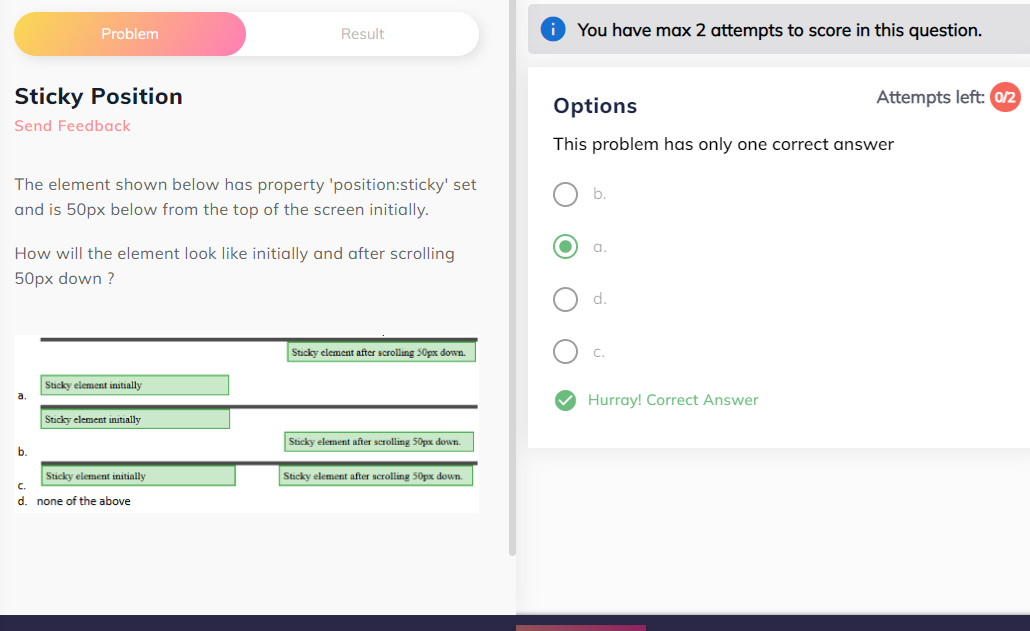 Problem
Result
Sticky Position
Send Feedback
The element shown below has property 'position:sticky' set
and is 50px below from the top of the screen initially.
How will the element look like initially and after scrolling
50px down ?
Sticky element after scrolling 50px down.
Sticky element initially
a.
Sticky element initially
Sticky element after scrolling 50px down.
b.
Sticky element initially
Sticky element after scrolling 50px down.
c.
d. none of the above
i
You have max 2 attempts to score in this question.
Options
Attempts left: 0/2
This problem has only one correct answer
b.
a.
d.
c.
Hurray! Correct Answer